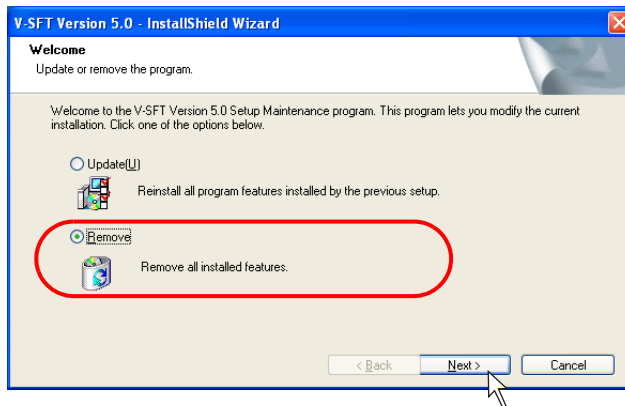 V-SFT Version 5.0 - InstallShield Wizard
Welcome
Update or remove the program.
Welcome to the V-SFT Version 5.0 Setup Maintenance program. This program lets you modify the current
installation. Click one of the options below.
Update(U)
Reinstall all program features installed by the previous setup.
Remove
Remove all installed features.
< Back
Next >
Cancel